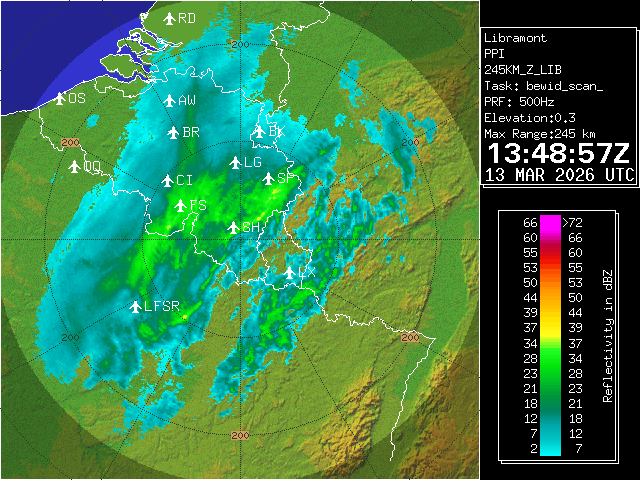 RD
200
OS
AW
BR
BK
200
200
QQ
LG
CI
SP
FS
SH
LX
LFSR
200
200
200
Libramont
PPI
245KM_Z_LIB
Task: bewid_scan_
PRF: 500Hz
Elevation:0.3
Max Range:245 km
13:48:57Z
13 MAR 2026 UTC
66 >72
60 66
55 60
53 55
50 53
44 50
39 44
37 39
34 37
28 34
23 28
21 23
18 21
12 18
7 12
2 7
Reflectivity in dBZ